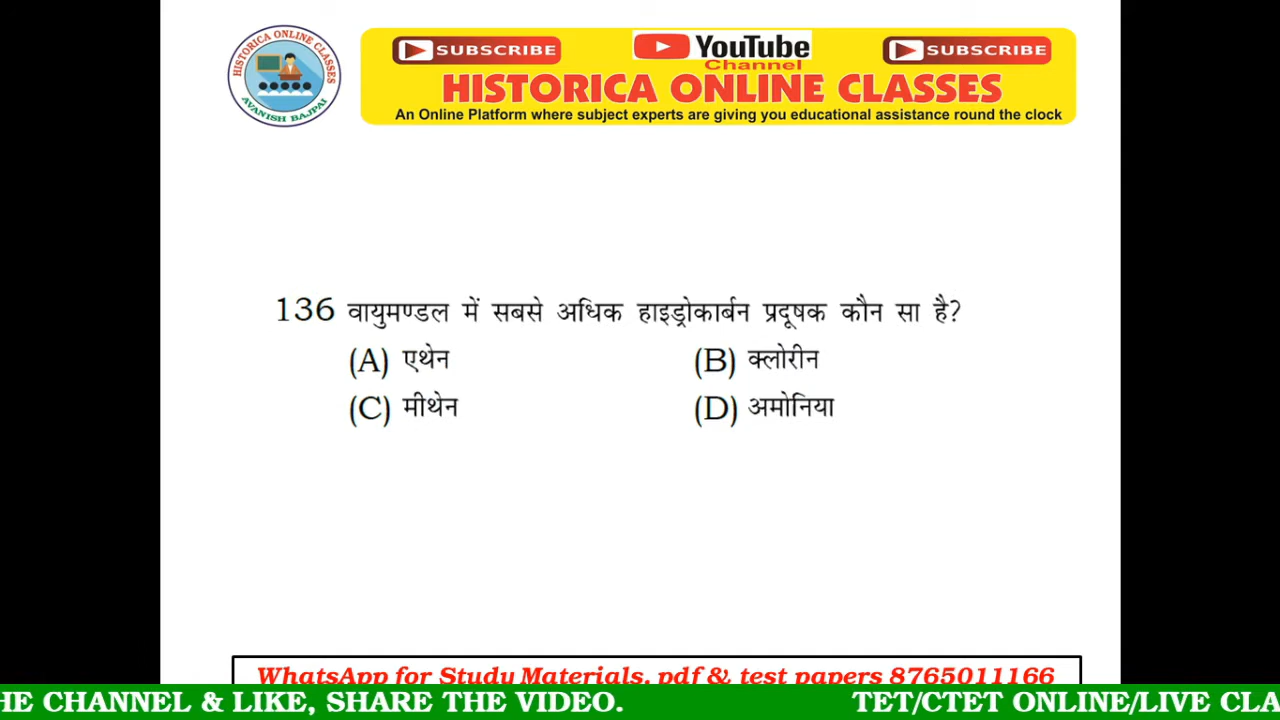 HISTORICA ONLINE CLASSES
AVANISH BAJPAI
SUBSCRIBE
YouTube
SUBSCRIBE
Channel
HISTORICA ONLINE CLASSES
An Online Platform where subject experts are giving you educational assistance round the clock
136 वायुमण्डल में सबसे अधिक हाइड्रोकार्बन प्रदूषक कौन सा है?
(A) एथेन (B) क्लोरीन
(C) मीथेन (D) अमोनिया
WhatsApp for Study Materials, pdf & test papers 8765011166
HE CHANNEL & LIKE, SHARE THE VIDEO. TET/CTET ONLINE/LIVE CLA